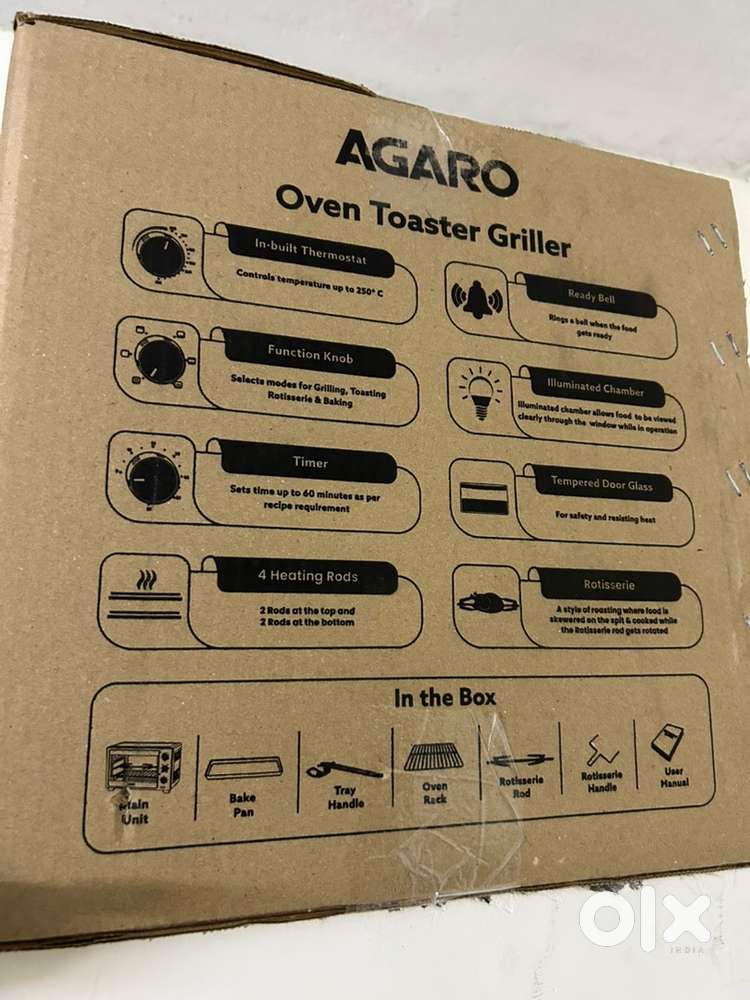 AGARO
Oven Toaster Griller
In-built Thermostat
Controls temperature up to 250° C
Function Knob
Selects modes for Grilling, Toasting
Rotisserie & Baking
Timer
Sets time up to 60 minutes as per
recipe requirement
4 Heating Rods
2 Rods at the top and
2 Rods at the bottom
Ready Bell
Rings a bell when the food
gets ready
Illuminated Chamber
Illuminated chamber allows food to be viewed
clearly through the window while in operation
Tempered Door Glass
For safety and resisting heat
Rotisserie
A style of roasting where food is
skewered on the spit & cooked while
the Rotisserie rod gets rotated
In the Box
Main
Unit
Bake
Pan
Tray
Handle
Oven
Rack
Rotisserie
Rod
Rotisserie
Handle
User
Manual
olx
INDIA